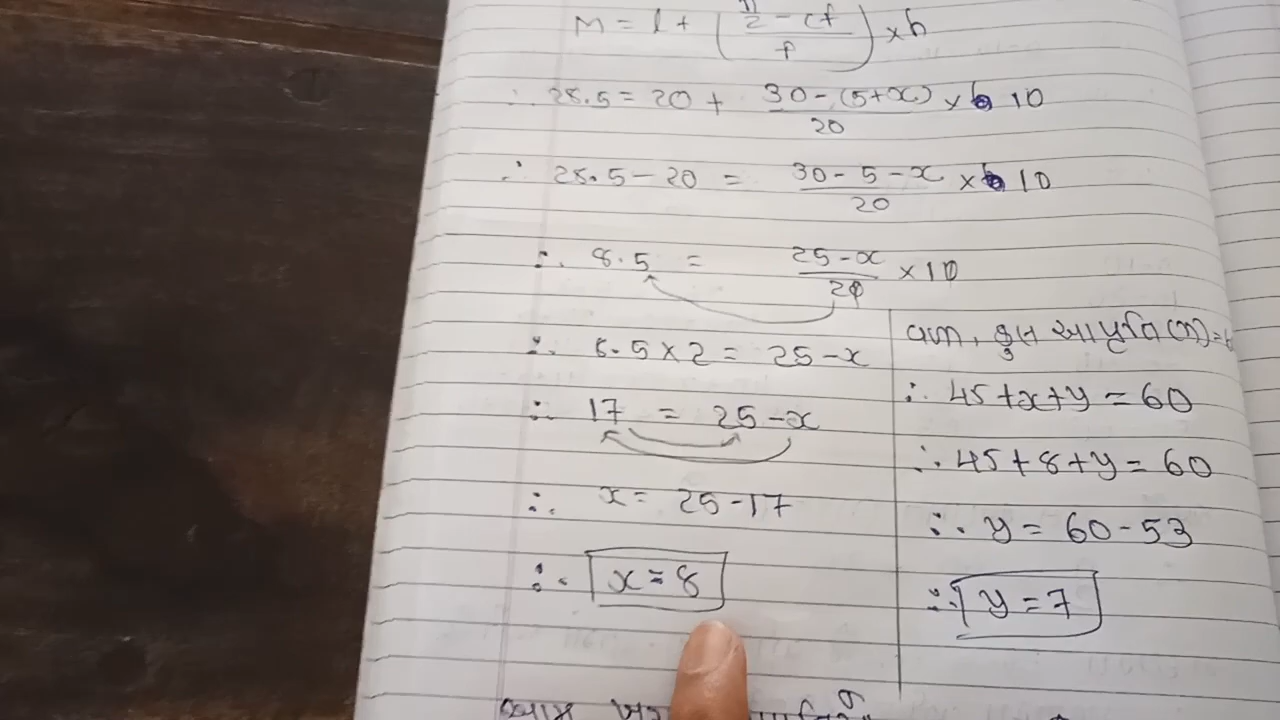 M = l + ( n/2 - cf / f ) × h
∴ 28.5 = 20 + 30 - (5+x) / 20 × 10
∴ 28.5 - 20 = 30 - 5 - x / 20 × 10
∴ 8.5 = 25 - x / 20 × 10
∴ 8.5 × 2 = 25 - x
∴ 17 = 25 - x
∴ x = 25 - 17
∴ x = 8
વળી, કુલ આવૃત્તિ (n) =
∴ 45 + x + y = 60
∴ 45 + 8 + y = 60
∴ y = 60 - 53
∴ y = 7